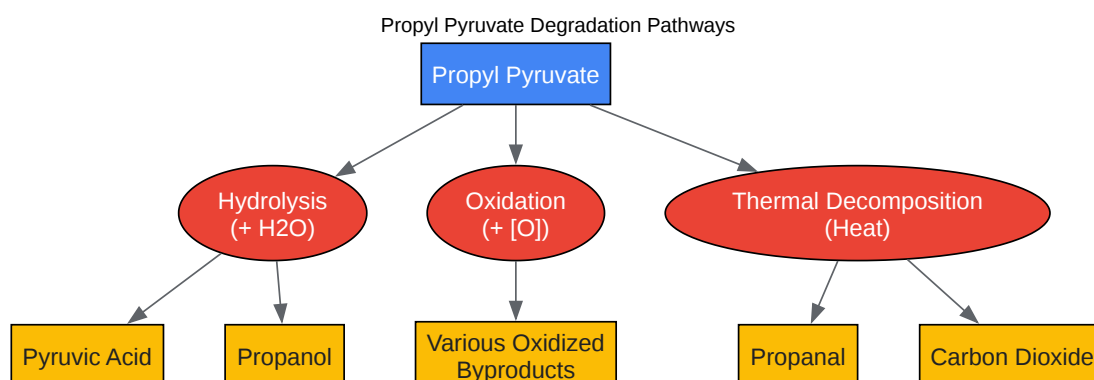 Propyl Pyruvate Degradation Pathways
Propyl Pyruvate
Hydrolysis
(+ H2O)
Oxidation
(+ [O])
Thermal Decomposition
(Heat)
Pyruvic Acid
Propanol
Various Oxidized
Byproducts
Propanal
Carbon Dioxide